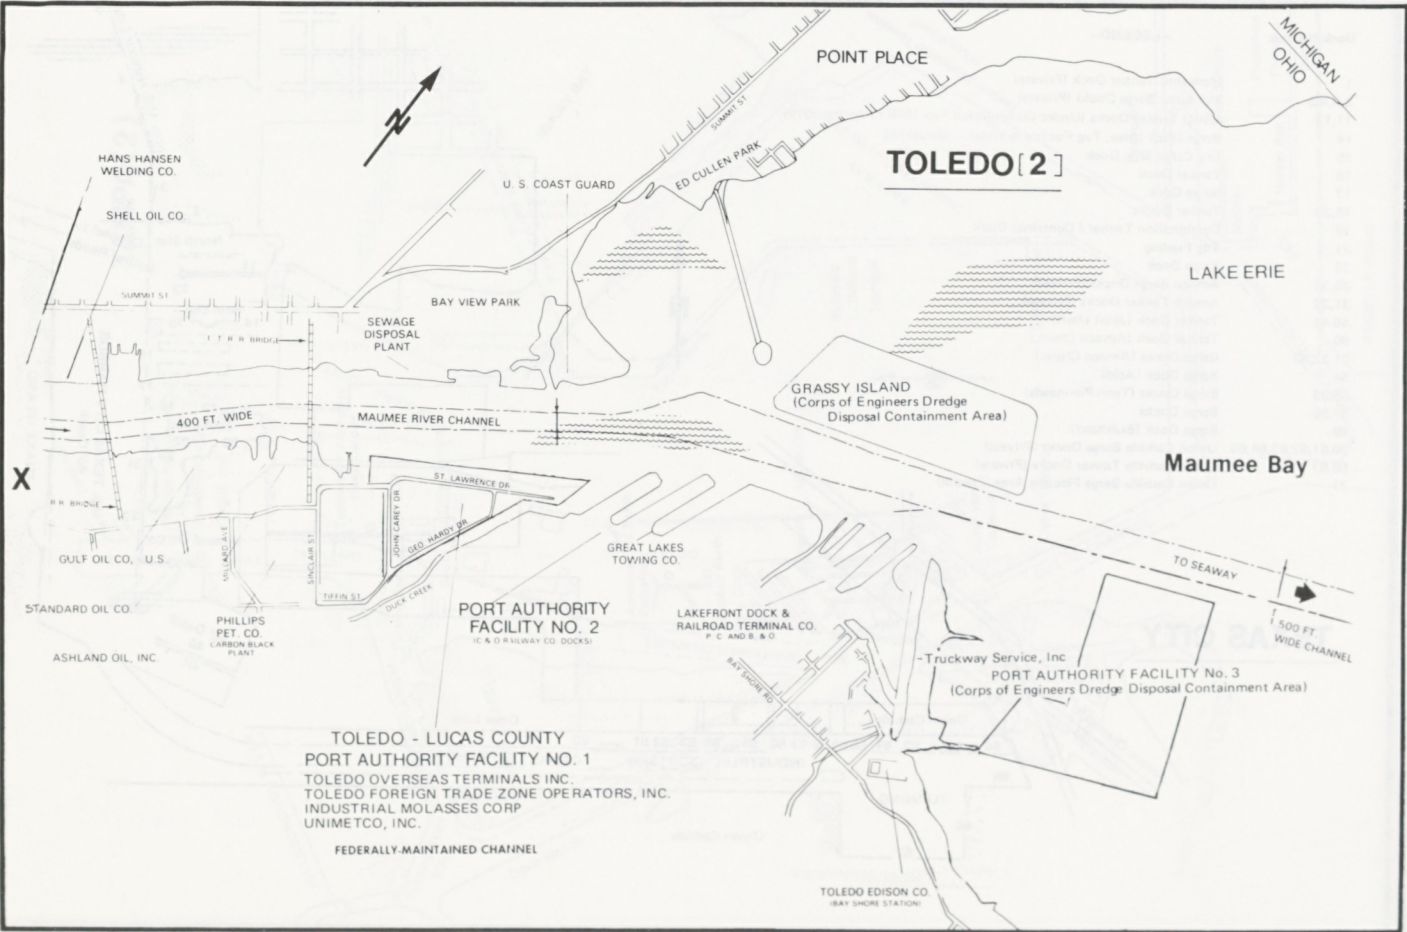 MICHIGAN
OHIO
POINT PLACE
SUMMIT ST
ED CULLEN PARK
TOLEDO [2]
N
HANS HANSEN
WELDING CO.
SHELL OIL CO.
U. S. COAST GUARD
LAKE ERIE
SUMMIT ST
BAY VIEW PARK
SEWAGE
DISPOSAL
PLANT
T. T. R. R. BRIDGE
GRASSY ISLAND
(Corps of Engineers Dredge
Disposal Containment Area)
400 FT. WIDE
MAUMEE RIVER CHANNEL
Maumee Bay
X
ST. LAWRENCE DR
JOHN CAREY DR
GEO HARDY DR
R R BRIDGE
MILLARD AVE
SINCLAIR ST
TIFFIN ST
DUCK CREEK
GULF OIL CO, U.S.
GREAT LAKES
TOWING CO.
TO SEAWAY
500 FT.
WIDE CHANNEL
STANDARD OIL CO.
PHILLIPS
PET. CO.
CARBON BLACK
PLANT
ASHLAND OIL, INC
PORT AUTHORITY
FACILITY NO. 2
(C & O RAILWAY CO. DOCKS)
LAKEFRONT DOCK &
RAILROAD TERMINAL CO.
P. C. AND B. & O
BAY SHORE RD
-Truckway Service, Inc
PORT AUTHORITY FACILITY No. 3
(Corps of Engineers Dredge Disposal Containment Area)
TOLEDO - LUCAS COUNTY
PORT AUTHORITY FACILITY NO. 1
TOLEDO OVERSEAS TERMINALS INC.
TOLEDO FOREIGN TRADE ZONE OPERATORS, INC.
INDUSTRIAL MOLASSES CORP
UNIMETCO, INC.
FEDERALLY-MAINTAINED CHANNEL
TOLEDO EDISON CO.
(BAY SHORE STATION)